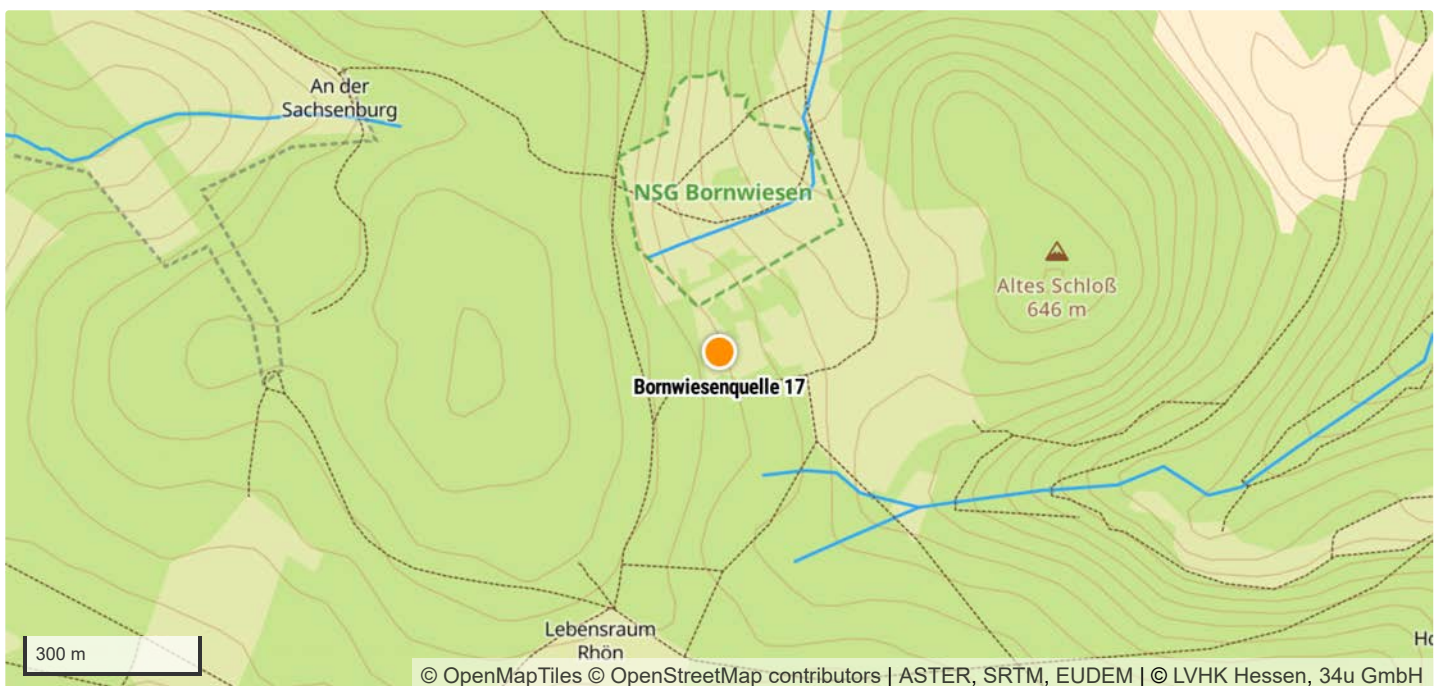 An der
Sachsenburg
NSG Bornwiesen
Altes Schloß
646 m
Bornwiesenquelle 17
Lebensraum
Rhön
Ho
300 m
© OpenMapTiles © OpenStreetMap contributors | ASTER, SRTM, EUDEM | © LVHK Hessen, 34u GmbH